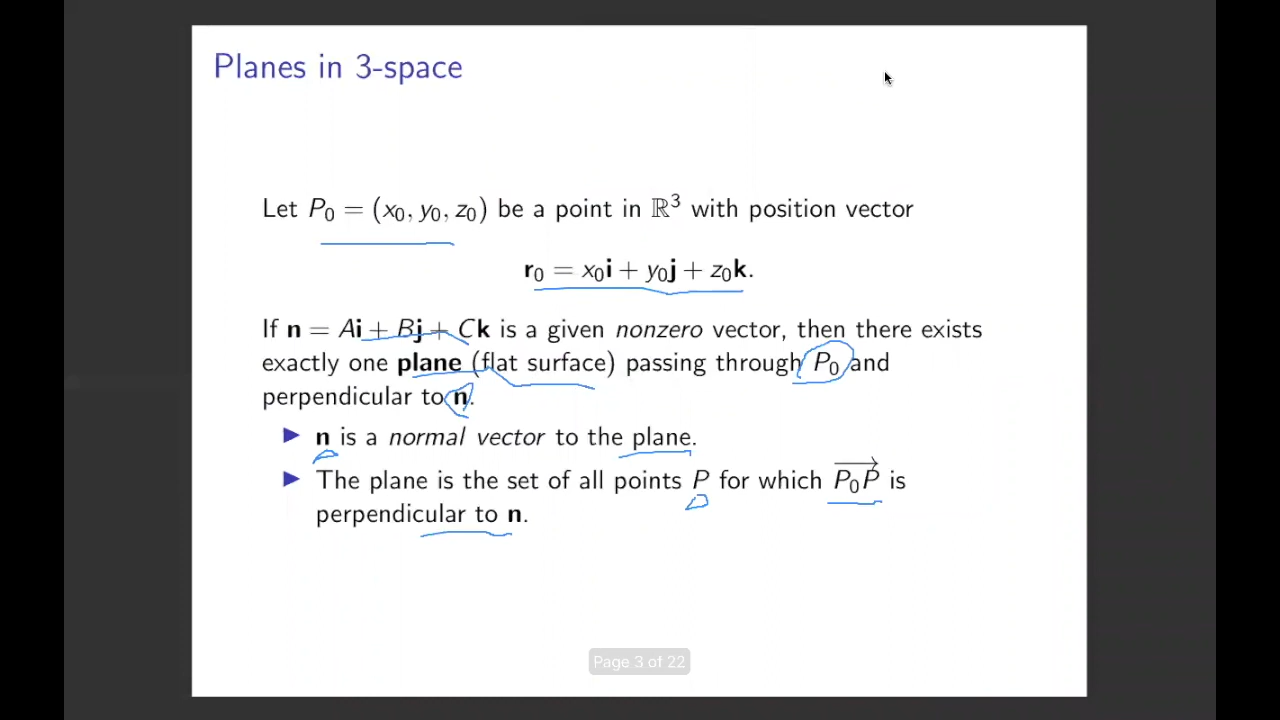 Planes in 3-space
Let P₀ = (x₀, y₀, z₀) be a point in ℝ³ with position vector
r₀ = x₀i + y₀j + z₀k.
If n = Ai + Bj + Ck is a given nonzero vector, then there exists
exactly one plane (flat surface) passing through P₀ and
perpendicular to n.
▶ n is a normal vector to the plane.
▶ The plane is the set of all points P for which \overrightarrow{P₀P} is
perpendicular to n.
Page 3 of 22